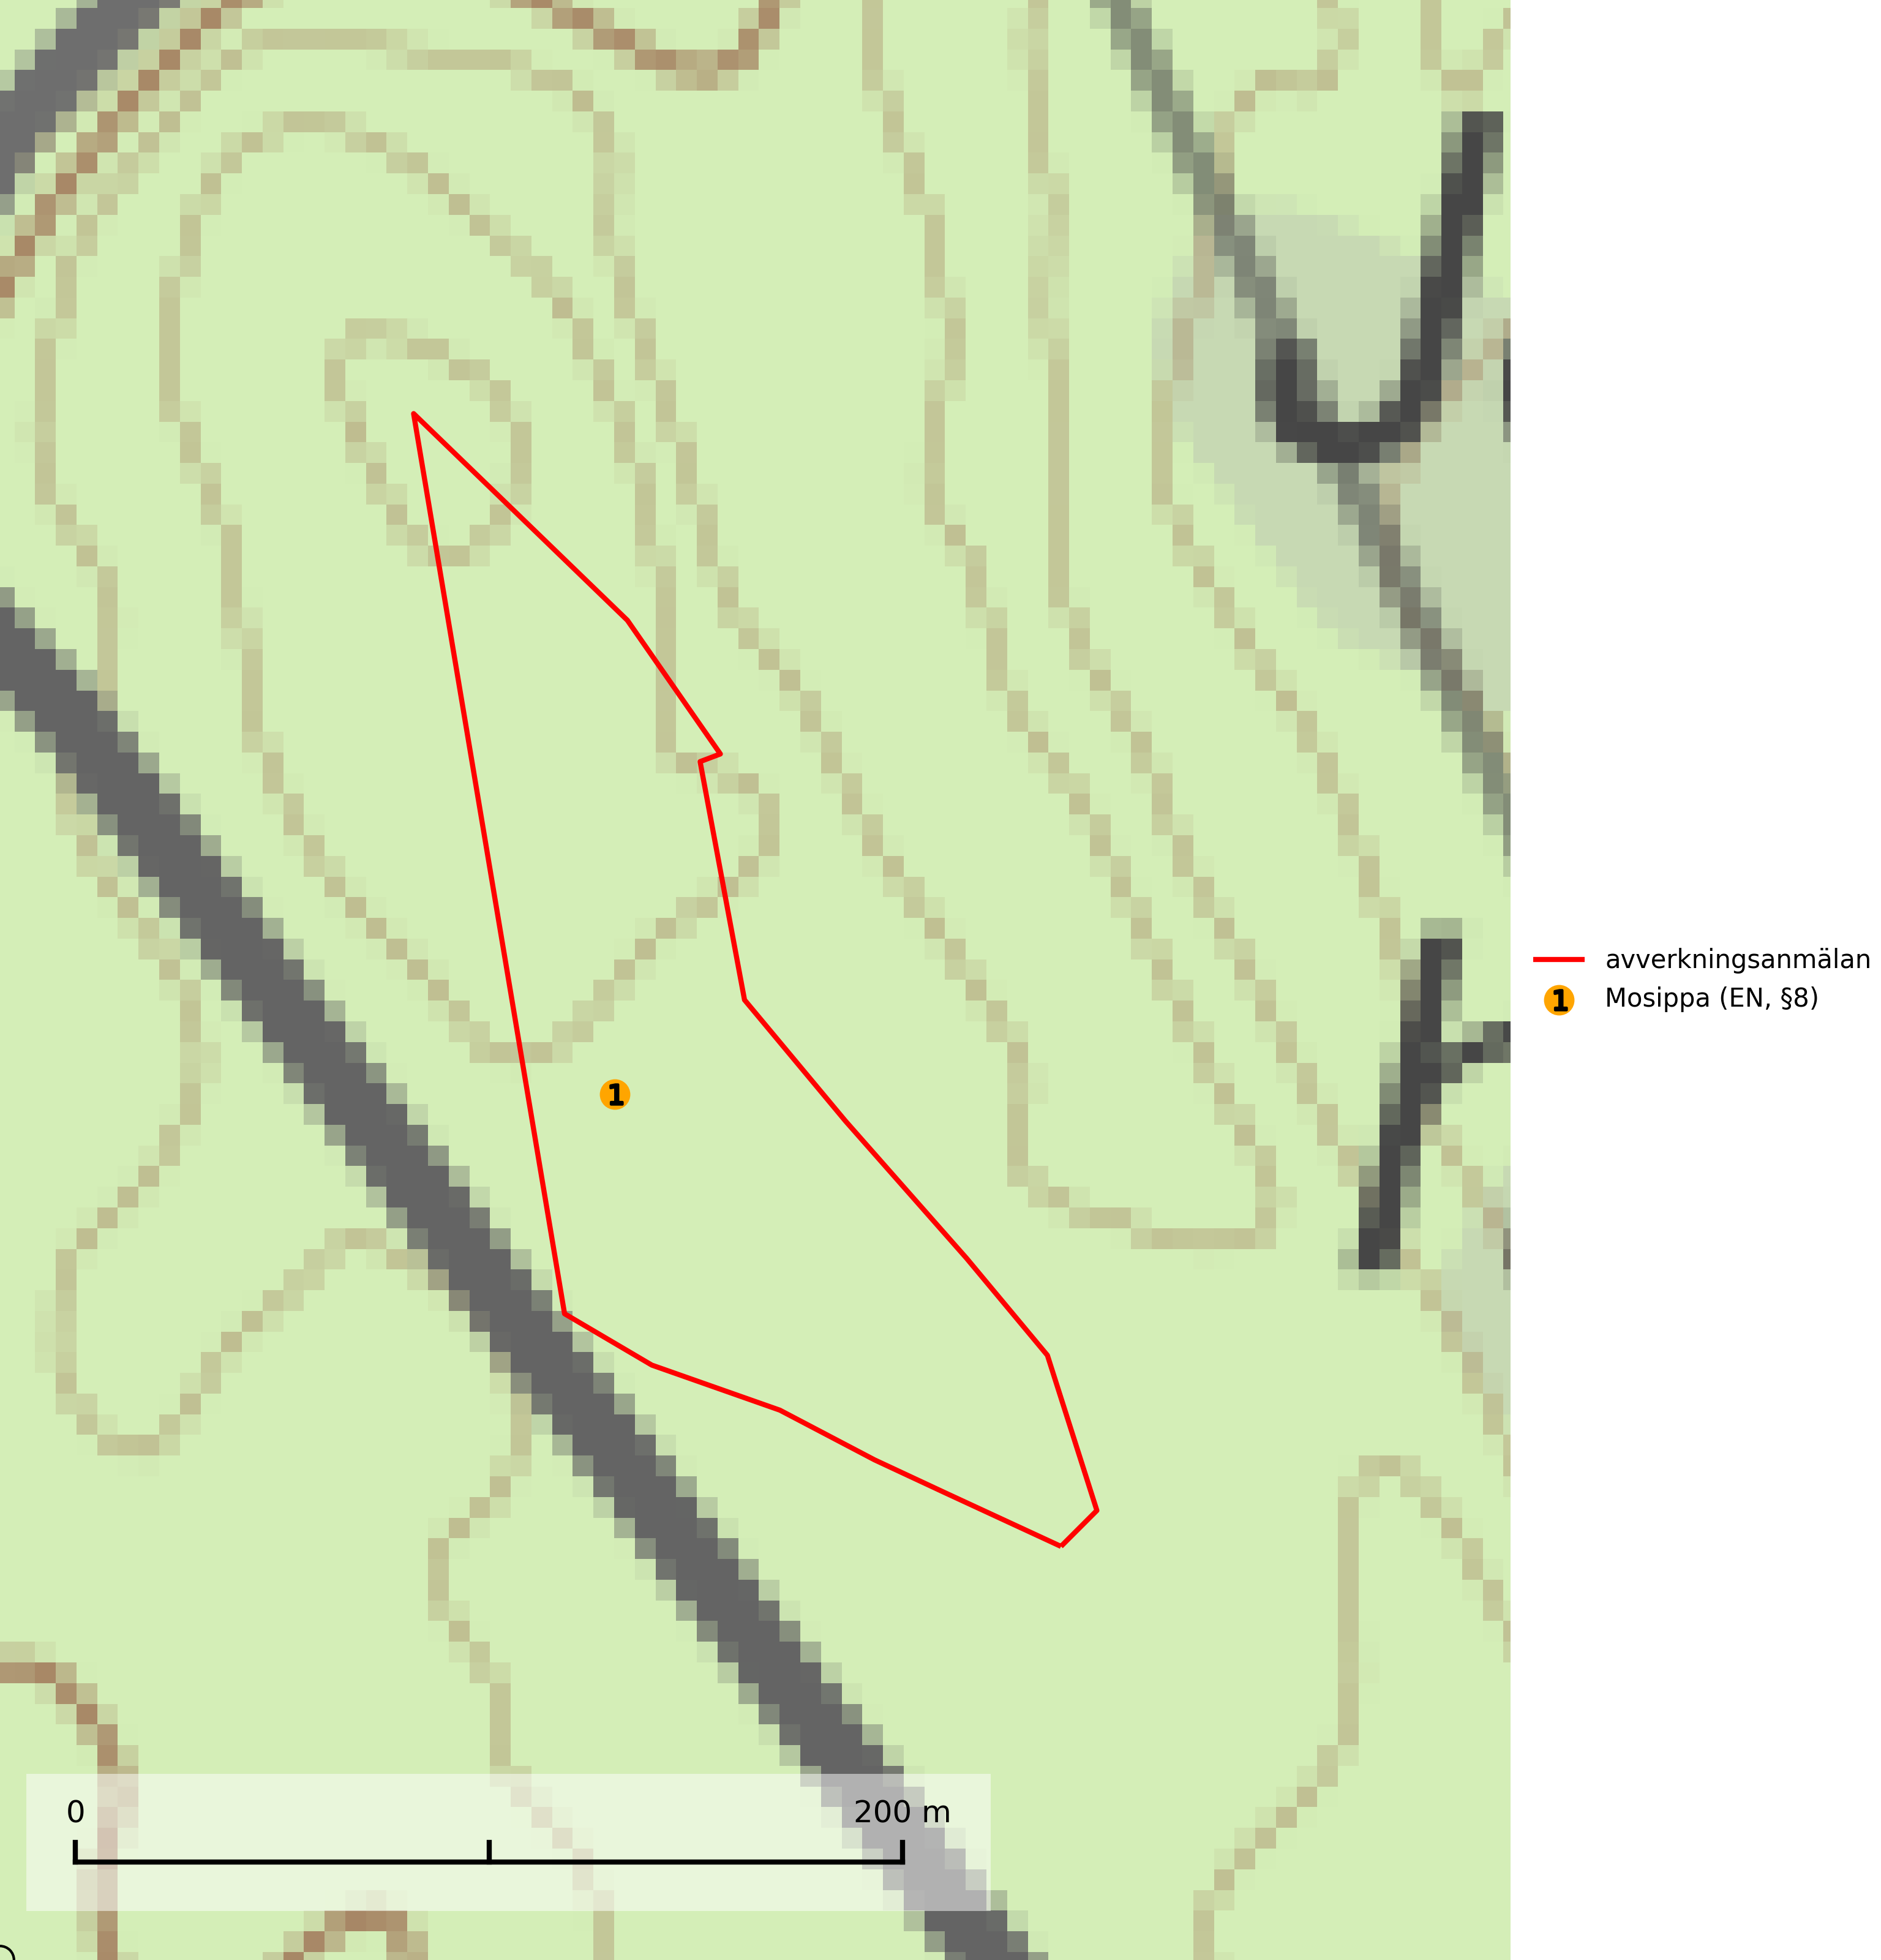 avverkningsanmälan
1 Mosippa (EN, §8)
1
0 200 m